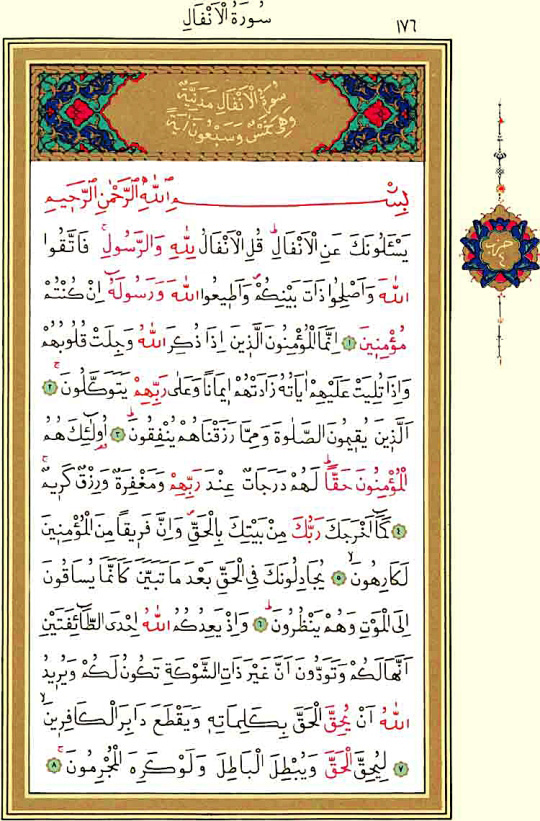 سُورَةُ الْاَنْفَالِ
١٧٦
سُورَةُ الْاَنْفَالِ مَدَنِيَّةٌ
وَهِيَ خَمْسٌ وَسَبْعُونَ اٰيَةً
بِسْمِ اللّٰهِ الرَّحْمٰنِ الرَّحٖيمِ
يَسْـَٔلُونَكَ عَنِ الْاَنْفَالِؕ قُلِ الْاَنْفَالُ لِلّٰهِ وَالرَّسُولِۚ فَاتَّقُوا
اللّٰهَ وَاَصْلِحُوا ذَاتَ بَيْنِكُمْࣕ وَاَطٖيعُوا اللّٰهَ وَرَسُولَهُٓ اِنْ كُنْتُمْ
مُؤْمِنٖينَ ١ اِنَّمَا الْمُؤْمِنُونَ الَّذٖينَ اِذَا ذُكِرَ اللّٰهُ وَجِلَتْ قُلُوبُهُمْ
وَاِذَا تُلِيَتْ عَلَيْهِمْ اٰيَاتُهُ زَادَتْهُمْ اٖيمَاناً وَعَلٰى رَبِّهِمْ يَتَوَكَّلُونَۚ ٢
اَلَّذٖينَ يُقٖيمُونَ الصَّلٰوةَ وَمِمَّا رَزَقْنَاهُمْ يُنْفِقُونَؕ ٣ اُو۬لٰٓئِكَ هُمُ
الْمُؤْمِنُونَ حَقًّاؕ لَهُمْ دَرَجَاتٌ عِنْدَ رَبِّهِمْ وَمَغْفِرَةٌ وَرِزْقٌ كَرٖيمٌۚ
٤ كَمَٓا اَخْرَجَكَ رَبُّكَ مِنْ بَيْتِكَ بِالْحَقِّࣕ وَاِنَّ فَرٖيقاً مِنَ الْمُؤْمِنٖينَ
لَكَارِهُونَۙ ٥ يُجَادِلُونَكَ فِي الْحَقِّ بَعْدَ مَا تَبَيَّنَ كَاَنَّمَا يُسَاقُونَ
اِلَى الْمَوْتِ وَهُمْ يَنْظُرُونَؕ ٦ وَاِذْ يَعِدُكُمُ اللّٰهُ اِحْدَى الطَّٓائِفَتَيْنِ
اَنَّهَا لَكُمْ وَتَوَدُّونَ اَنَّ غَيْرَ ذَاتِ الشَّوْكَةِ تَكُونُ لَكُمْ وَيُرٖيدُ
اللّٰهُ اَنْ يُحِقَّ الْحَقَّ بِكَلِمَاتِهٖ وَيَقْطَعَ دَابِرَ الْكَافِرٖينَۙ
٧ لِيُحِقَّ الْحَقَّ وَيُبْطِلَ الْبَاطِلَ وَلَوْ كَرِهَ الْمُجْرِمُونَۚ ٨